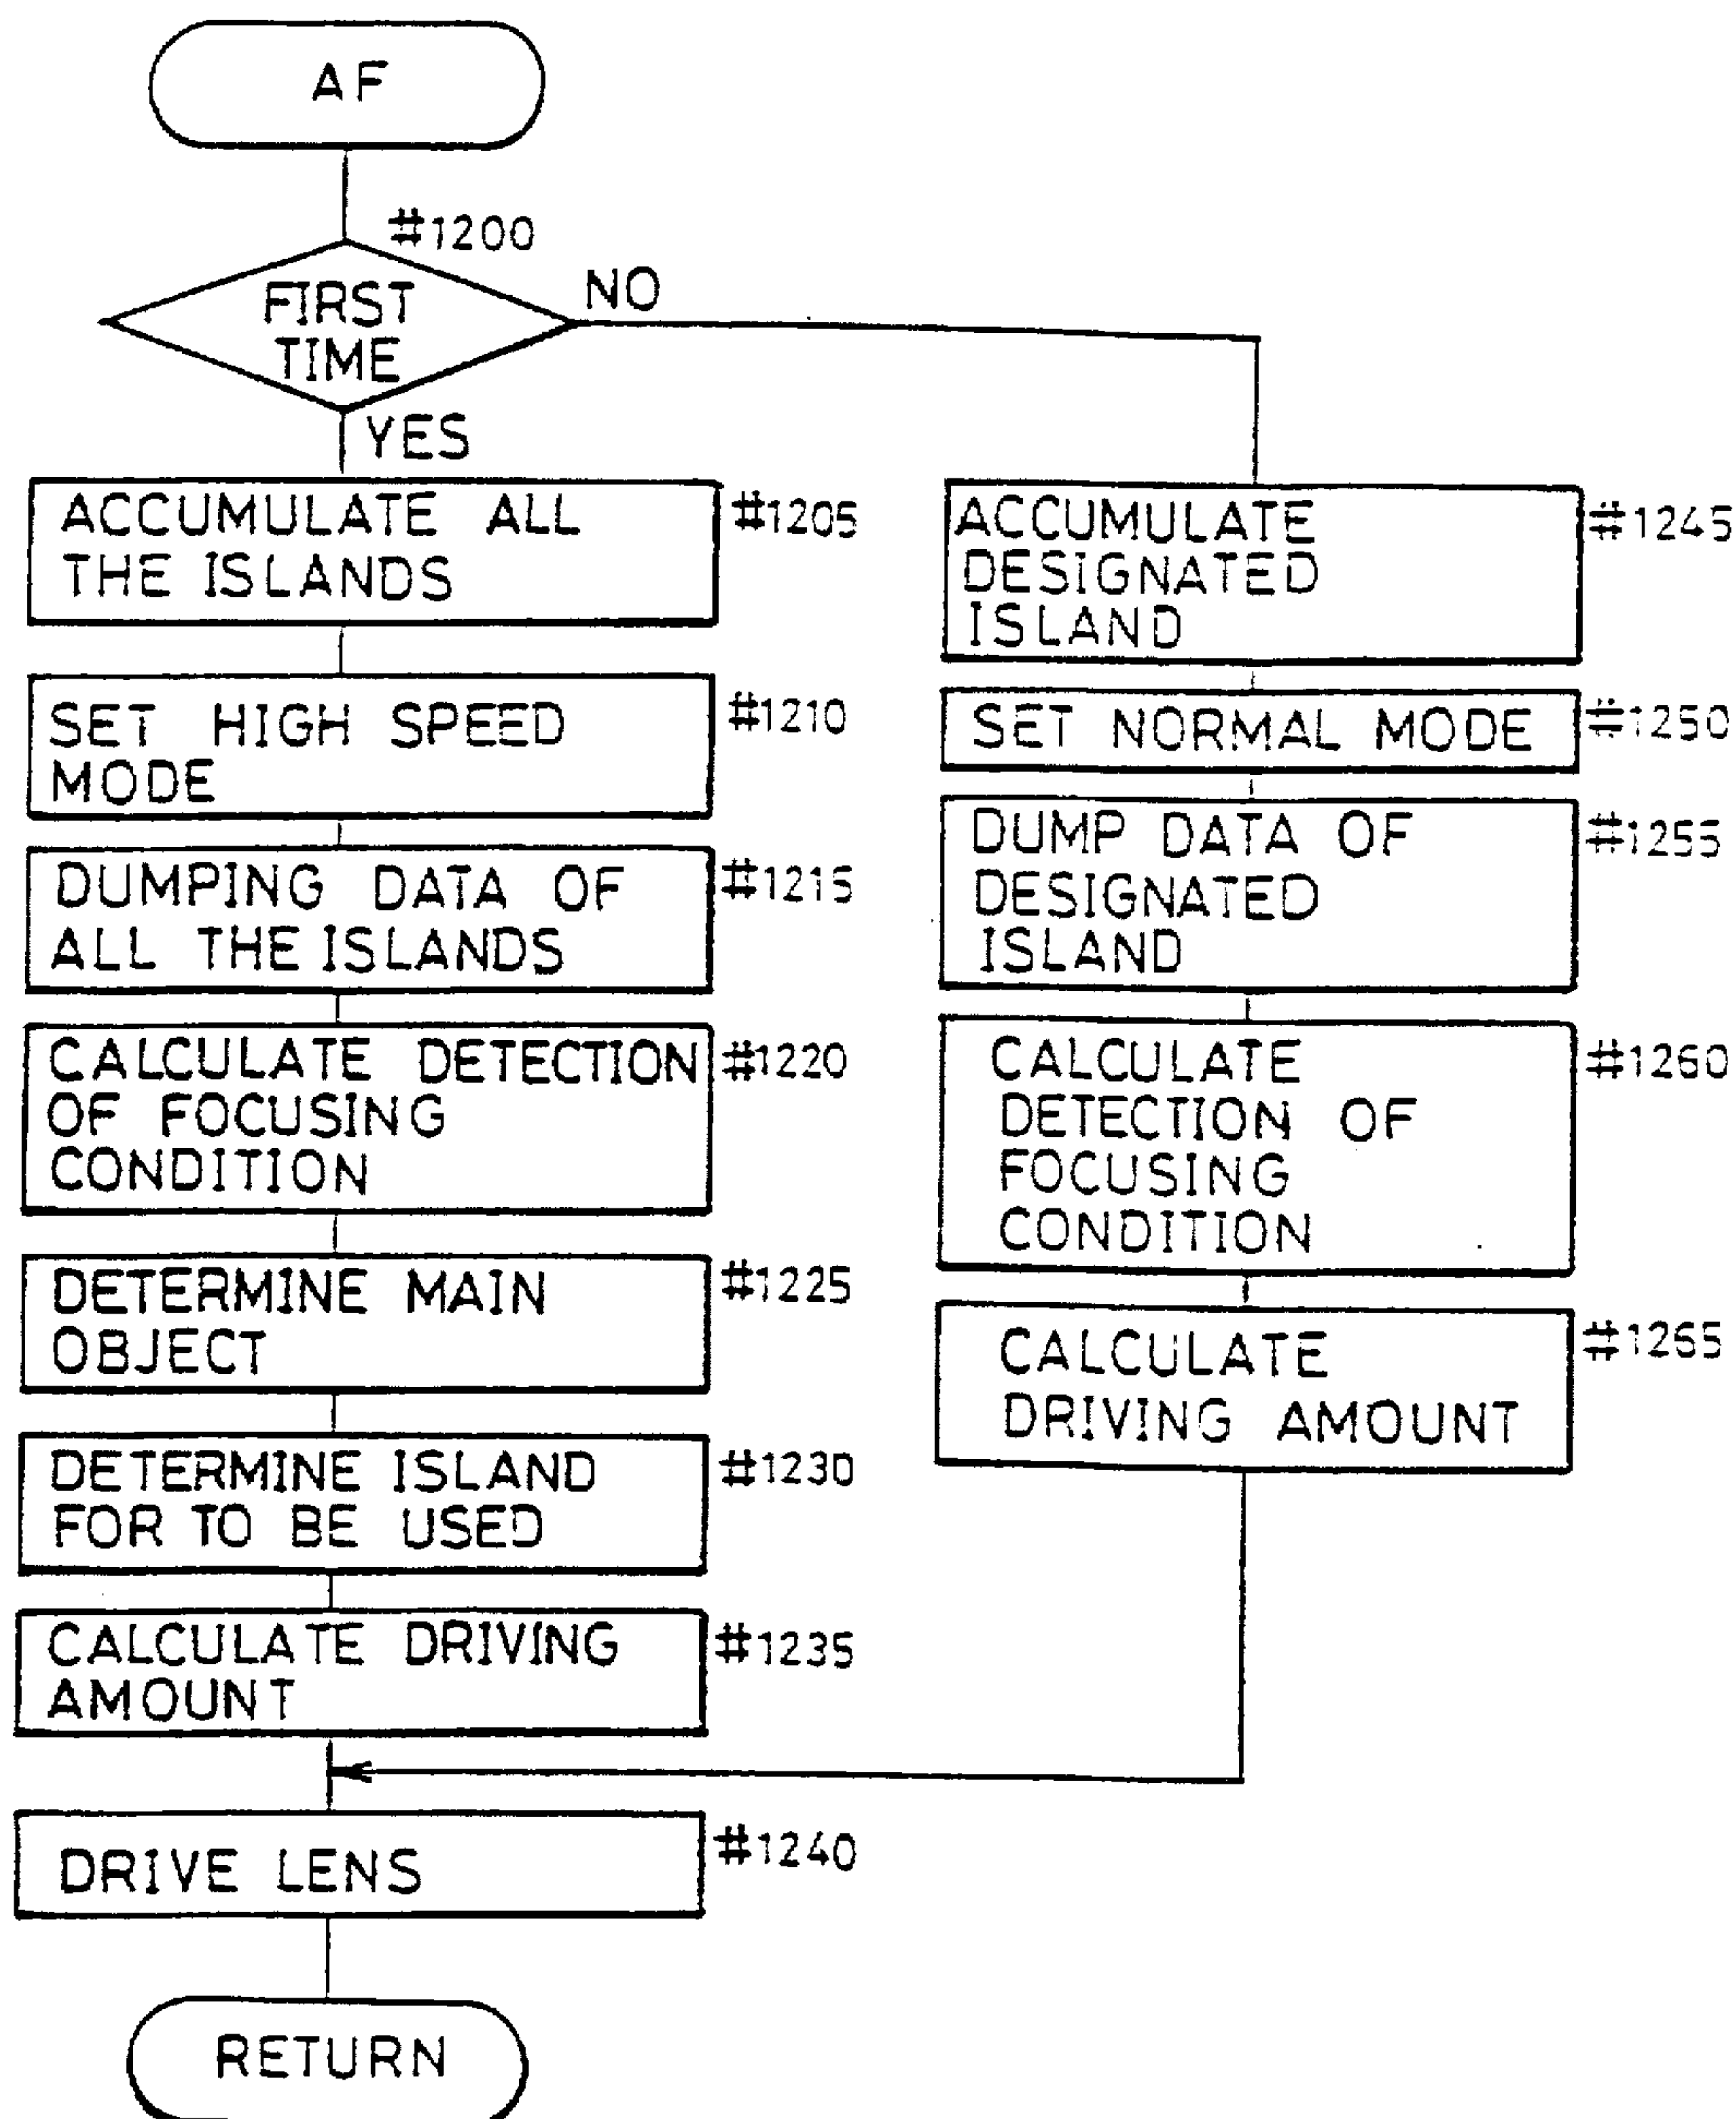 AF
#1200
FIRST
TIME
NO
YES
ACCUMULATE ALL
THE ISLANDS
#1205
SET HIGH SPEED
MODE
#1210
DUMPING DATA OF
ALL THE ISLANDS
#1215
CALCULATE DETECTION
OF FOCUSING
CONDITION
#1220
DETERMINE MAIN
OBJECT
#1225
DETERMINE ISLAND
FOR TO BE USED
#1230
CALCULATE DRIVING
AMOUNT
#1235
DRIVE LENS
#1240
RETURN
ACCUMULATE
DESIGNATED
ISLAND
#1245
SET NORMAL MODE
#1250
DUMP DATA OF
DESIGNATED
ISLAND
#1255
CALCULATE
DETECTION OF
FOCUSING
CONDITION
#1260
CALCULATE
DRIVING AMOUNT
#1265